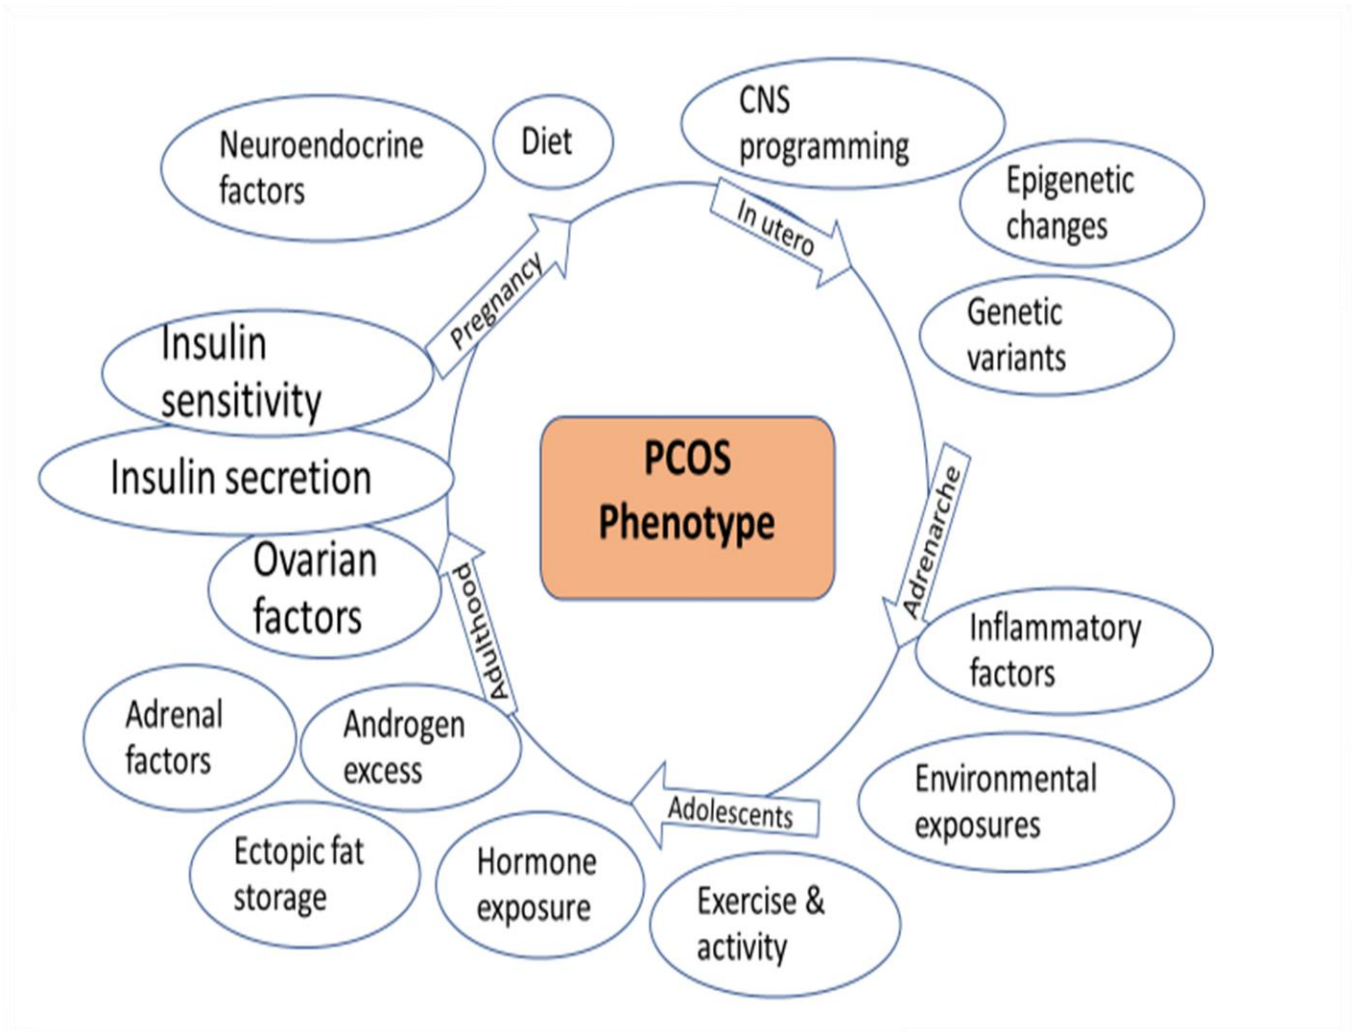 CNS
programming
Neuroendocrine
factors
Diet
Epigenetic
changes
In utero
Pregnancy
Genetic
variants
Insulin
sensitivity
PCOS
Phenotype
Insulin secretion
Adrenarche
Ovarian
factors
Adulthood
Inflammatory
factors
Adrenal
factors
Androgen
excess
Environmental
exposures
Adolescents
Ectopic fat
storage
Hormone
exposure
Exercise &
activity